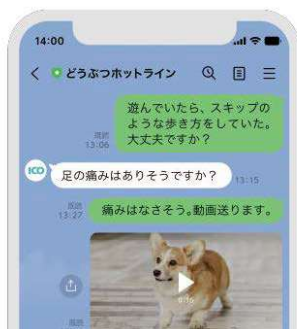 14:00
どうぶつホットライン
遊んでいたら、スキップの
ような歩き方をしていた。
大丈夫ですか？
既読
13:06
ICO
足の痛みはありそうですか？
13:15
既読
13:27
痛みはなさそう。動画送ります。
0:15
既読